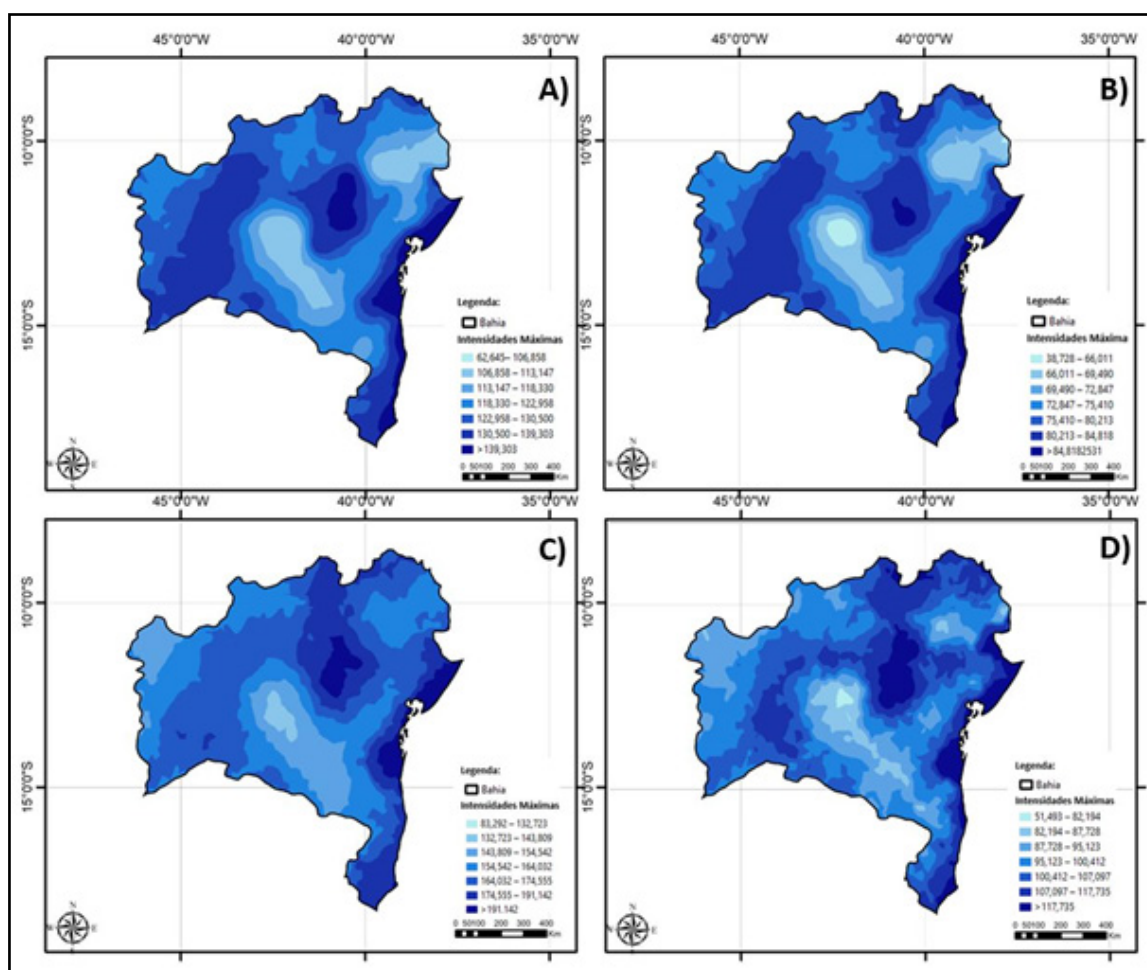 45°0'0"W 40°0'0"W 35°0'0"W
45°0'0"W 40°0'0"W 35°0'0"W
A)
10°0'0"S
15°0'0"S
Legenda:
Bahia
Intensidades Máximas
62,645– 106,858
106,858 – 113,147
113,147 – 118,330
118,330 – 122,958
122,958 – 130,500
130,500 – 139,303
>139,303
N
W E
S
0 50 100 200 300 400
Km
B)
10°0'0"S
15°0'0"S
Legenda:
Bahia
Intensidades Máxima
38,728 – 66,011
66,011 – 69,490
69,490 – 72,847
72,847 – 75,410
75,410 – 80,213
80,213 – 84,818
>84,8182531
N
W E
S
0 50 100 200 300 400
Km
45°0'0"W 40°0'0"W 35°0'0"W
45°0'0"W 40°0'0"W 35°0'0"W
C)
10°0'0"S
15°0'0"S
Legenda:
Bahia
Intensidades Máximas
83,292 – 132,723
132,723 – 143,809
143,809 – 154,542
154,542 – 164,032
164,032 – 174,555
174,555 – 191,142
>191.142
N
W E
S
0 50 100 200 300 400
Km
D)
10°0'0"S
15°0'0"S
Legenda:
Bahia
Intensidades Máximas
51,493 – 82,194
82,194 – 87,728
87,728 – 95,123
95,123 – 100,412
100,412 – 107,097
107,097 – 117,735
>117,735
N
W E
S
0 50 100 200 300 400
Km